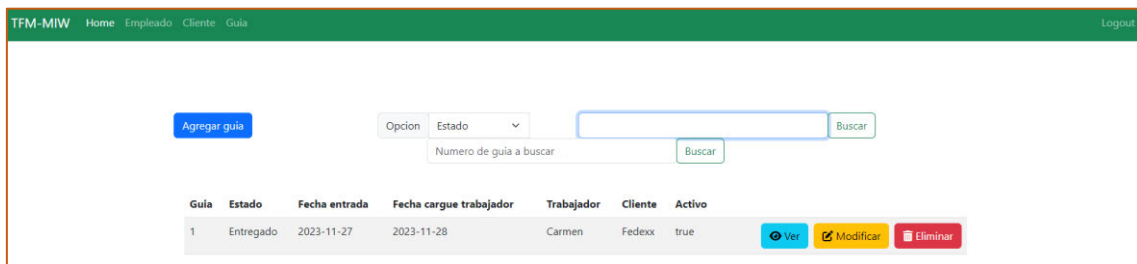 TFM-MIW Home Empleado Cliente Guia Logout
Agregar guia Opcion Estado Buscar
Numero de guia a buscar Buscar
Guía Estado Fecha entrada Fecha cargue trabajador Trabajador Cliente Activo
1 Entregado 2023-11-27 2023-11-28 Carmen Fedexx true Ver Modificar Eliminar